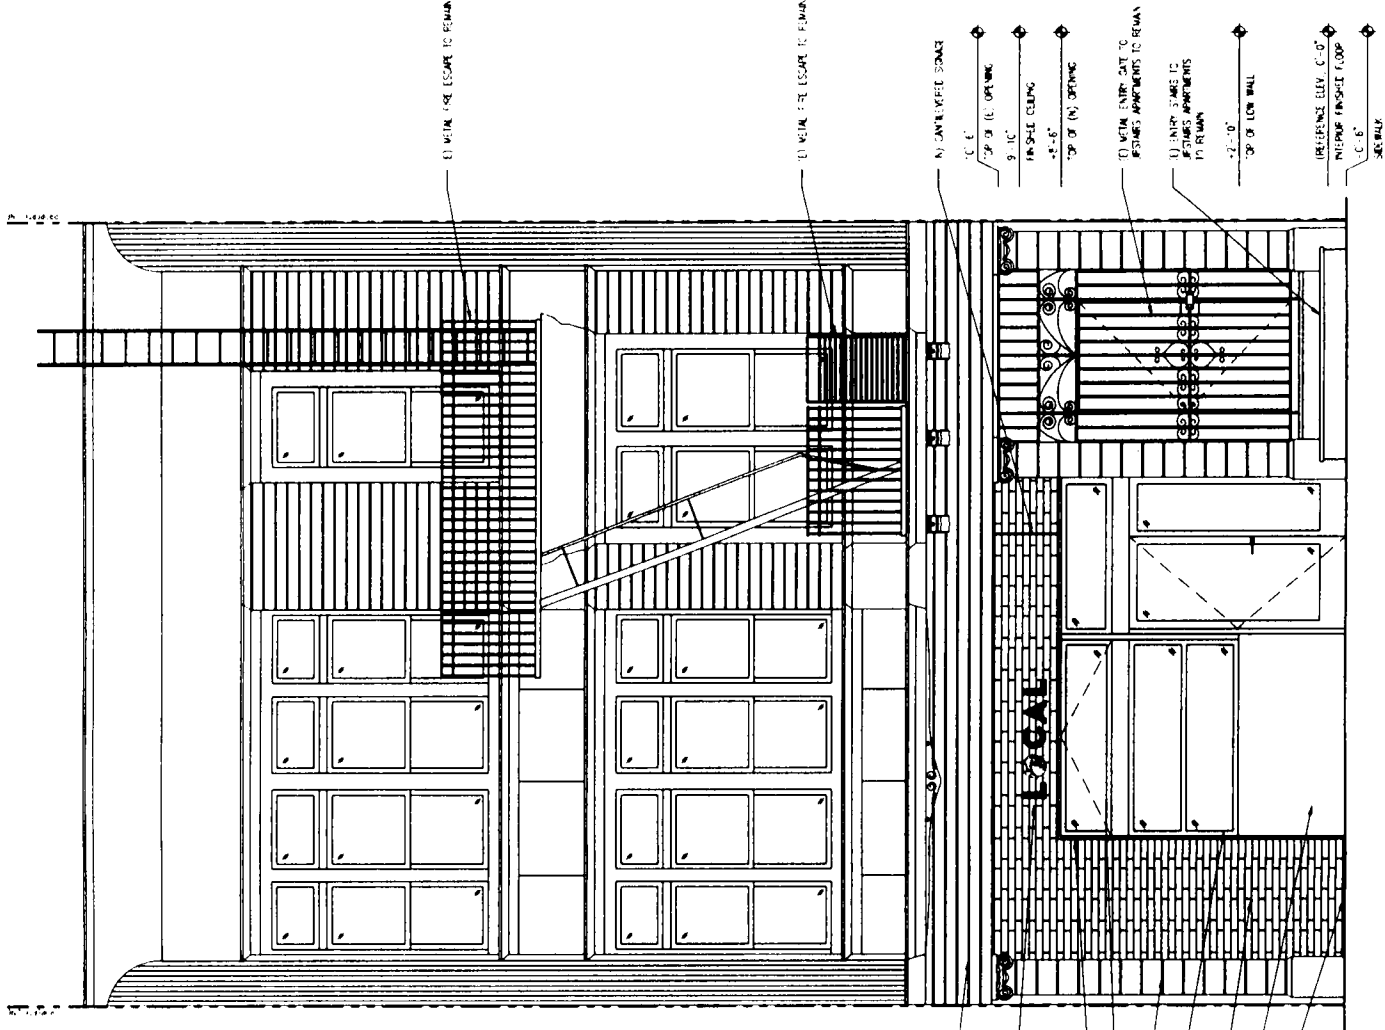 (E) METAL FIRE ESCAPE TO REMAIN
(E) METAL FIRE ESCAPE TO REMAIN
(N) CANTILEVERED SIGNAGE
TOP OF (E) OPENING
9'-10"
FINISHED CEILING
+8'-6"
TOP OF (N) OPENING
(E) METAL ENTRY GATE TO
UPSTAIRS APARTMENTS TO REMAIN
(E) ENTRY STAIRS TO
UPSTAIRS APARTMENTS
TO REMAIN
+2'-10"
TOP OF LOW WALL
(REFERENCE ELEV. 0'-0"
INTERIOR FINISHED FLOOR
-0'-6"
SIDEWALK
LOCAL